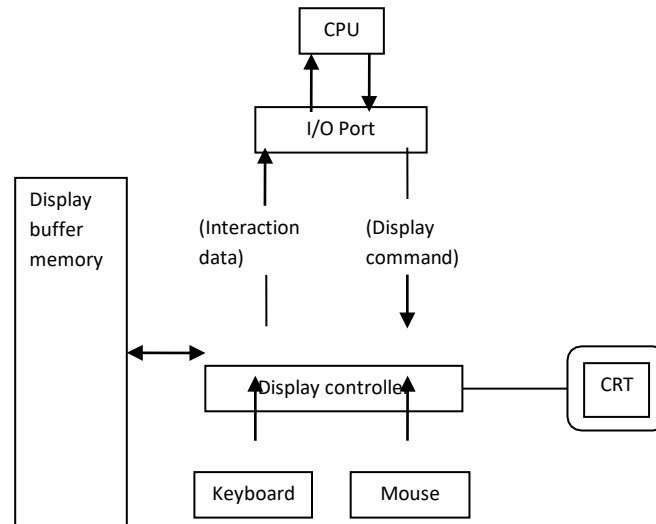 CPU
I/O Port
Display
buffer
memory
(Interaction
data)
(Display
command)
Display controller
CRT
Keyboard
Mouse